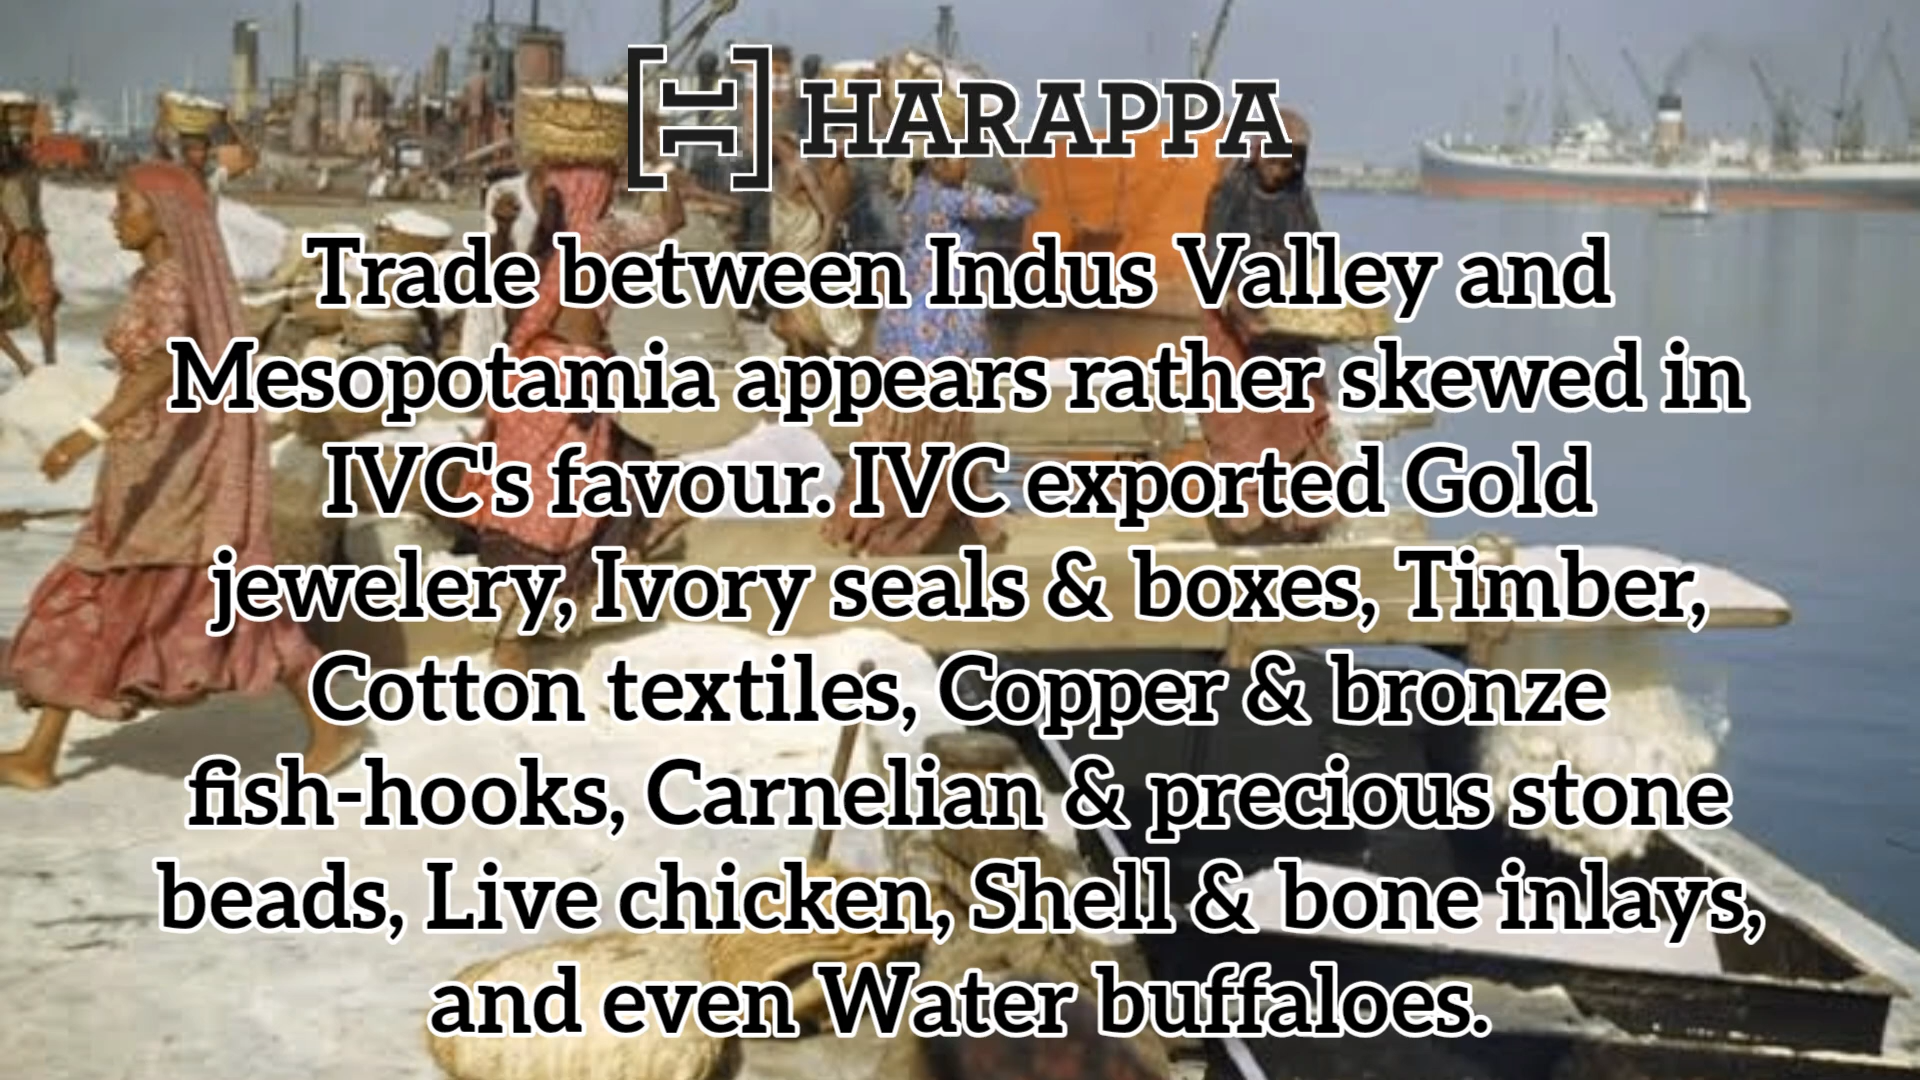 HARAPPA
Trade between Indus Valley and
Mesopotamia appears rather skewed in
IVC's favour. IVC exported Gold
jewelery, Ivory seals & boxes, Timber,
Cotton textiles, Copper & bronze
fish-hooks, Carnelian & precious stone
beads, Live chicken, Shell & bone inlays,
and even Water buffaloes.